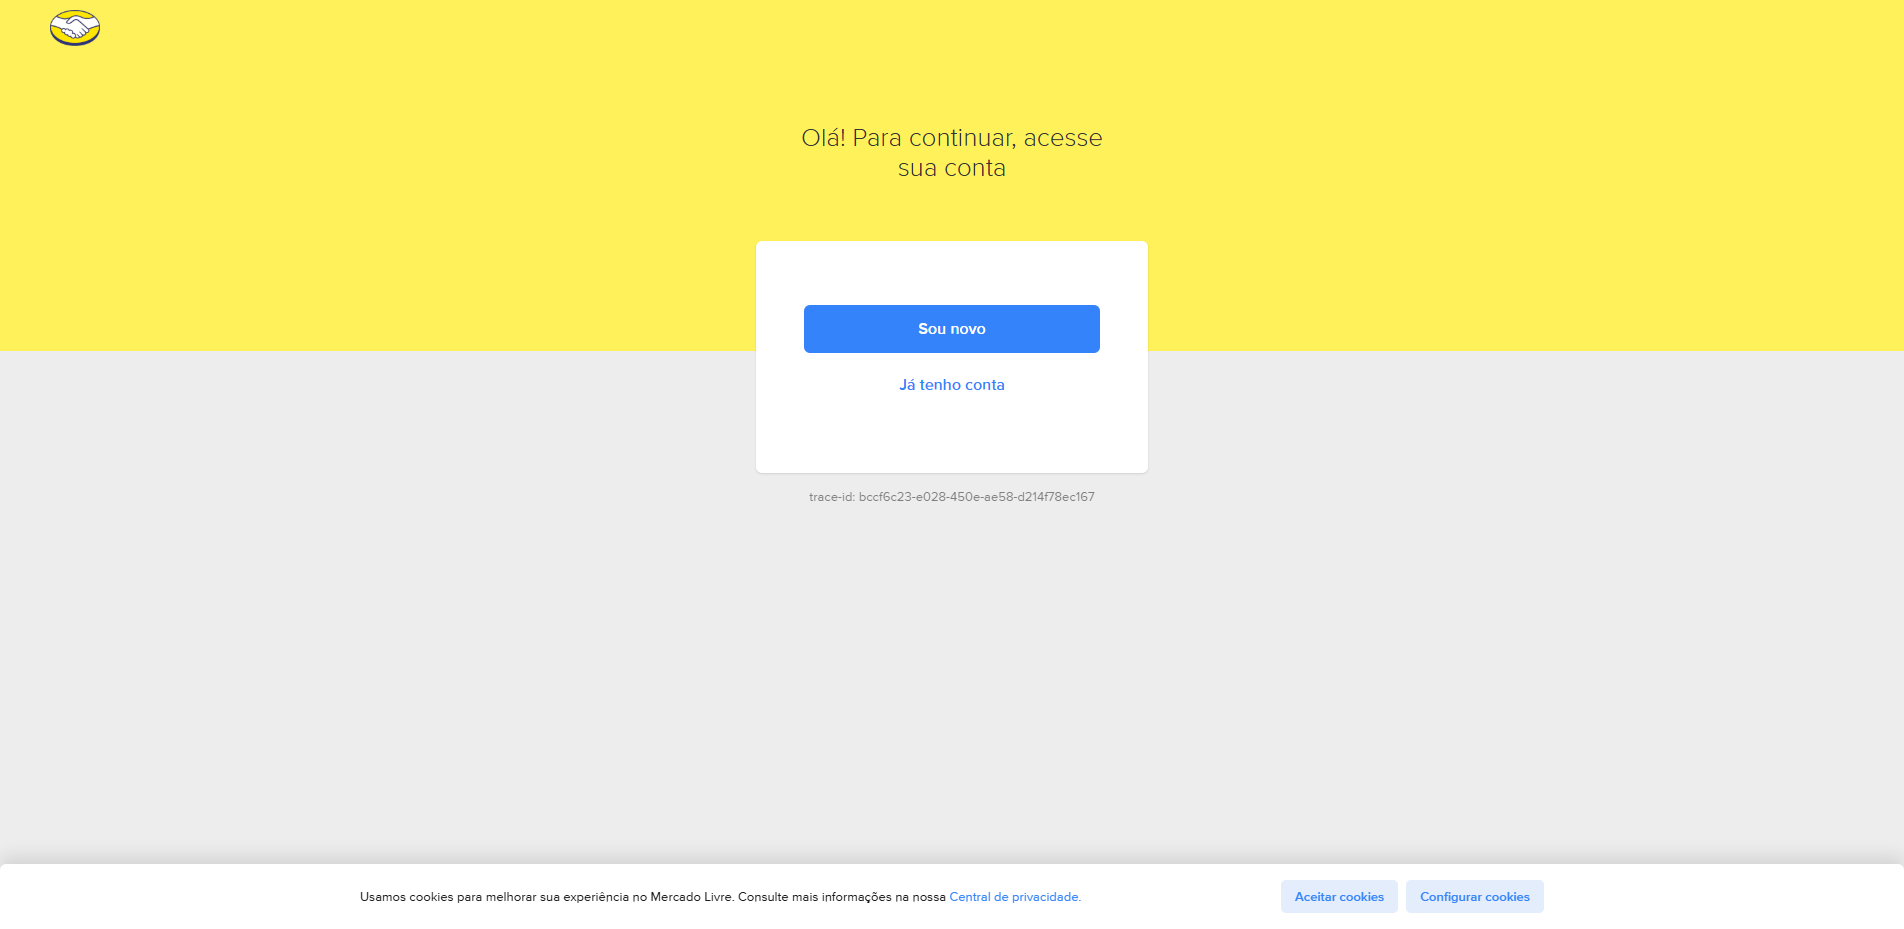 Olá! Para continuar, acesse
sua conta
Sou novo
Já tenho conta
trace-id: bccf6c23-e028-450e-ae58-d214f78ec167
Usamos cookies para melhorar sua experiência no Mercado Livre. Consulte mais informações na nossa Central de privacidade.
Aceitar cookies
Configurar cookies